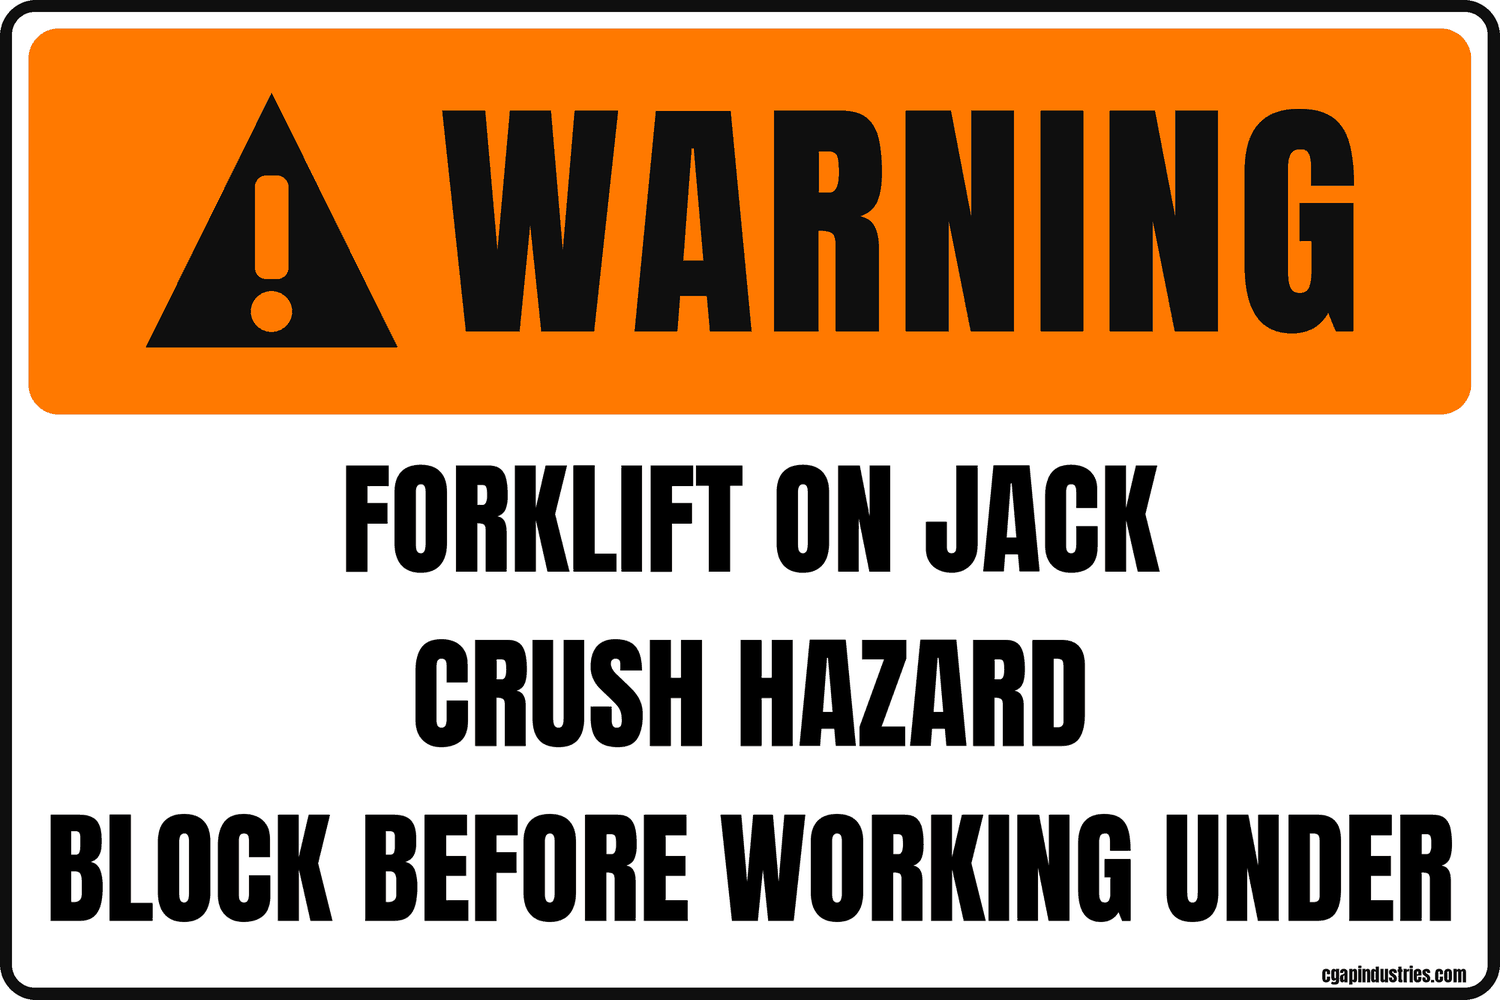 WARNING
FORKLIFT ON JACK
CRUSH HAZARD
BLOCK BEFORE WORKING UNDER
cgapindustries.com